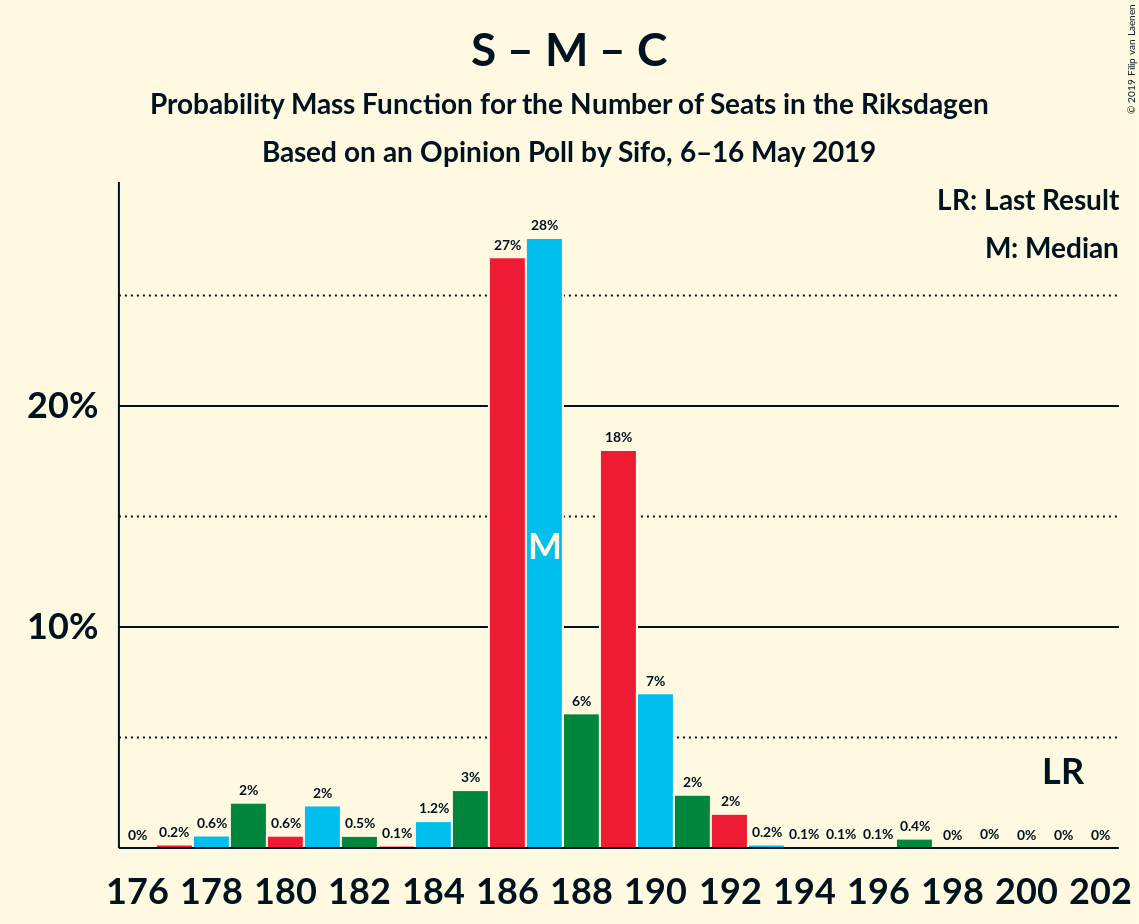 S – M – C
Probability Mass Function for the Number of Seats in the Riksdagen
Based on an Opinion Poll by Sifo, 6–16 May 2019
© 2019 Filip van Laenen
LR: Last Result
M: Median
20%
10%
0% 0.2% 0.6% 2% 0.6% 2% 0.5% 0.1% 1.2% 3% 27% 28% 6% 18% 7% 2% 2% 0.2% 0.1% 0.1% 0.1% 0.4% 0% 0% 0% 0% 0%
M
LR
176 178 180 182 184 186 188 190 192 194 196 198 200 202